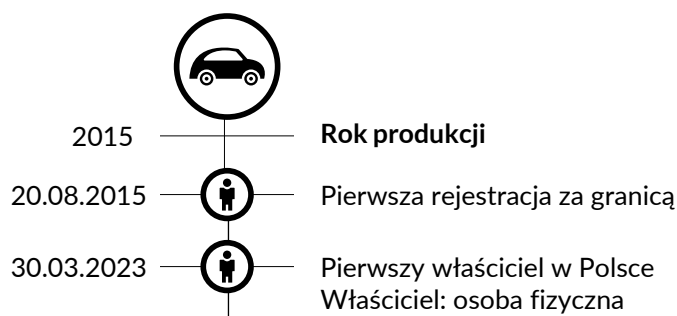 2015 Rok produkcji
20.08.2015 Pierwsza rejestracja za granicą
30.03.2023 Pierwszy właściciel w Polsce
Właściciel: osoba fizyczna